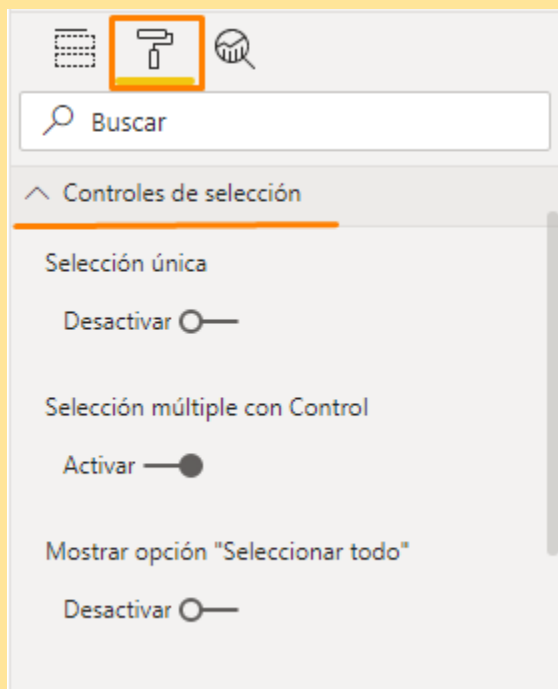 Buscar
Controles de selección
Selección única
Desactivar
Selección múltiple con Control
Activar
Mostrar opción "Seleccionar todo"
Desactivar